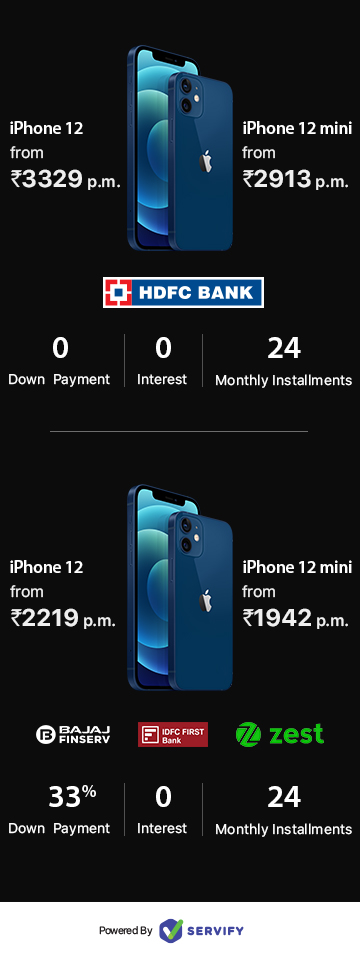 iPhone 12
from
₹3329 p.m.
iPhone 12 mini
from
₹2913 p.m.
HDFC BANK
0
Down Payment
0
Interest
24
Monthly Installments
iPhone 12
from
₹2219 p.m.
iPhone 12 mini
from
₹1942 p.m.
B BAJAJ
FINSERV
IDFC FIRST
Bank
zest
33%
Down Payment
0
Interest
24
Monthly Installments
Powered By SERVIFY